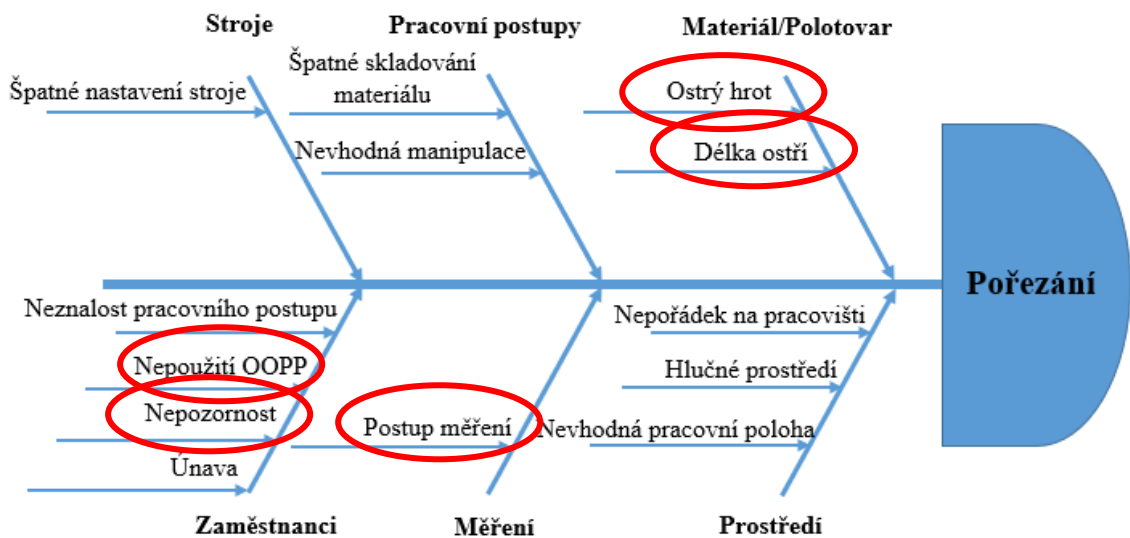 Stroje
Pracovní postupy
Materiál/Polotovar
Špatné nastavení stroje
Špatné skladování
materiálu
Nevhodná manipulace
Ostrý hrot
Délka ostří
Pořezání
Neznalost pracovního postupu
Nepoužití OOPP
Nepozornost
Únava
Postup měření
Nepořádek na pracovišti
Hlučné prostředí
Nevhodná pracovní poloha
Zaměstnanci
Měření
Prostředí